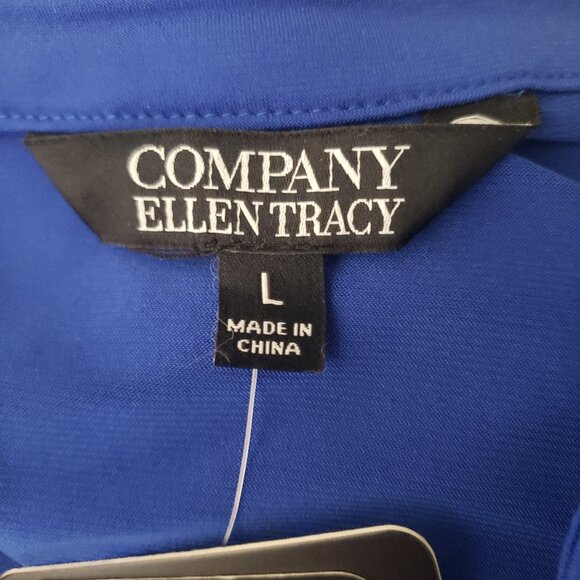 COMPANY
ELLEN TRACY
L
MADE IN
CHINA